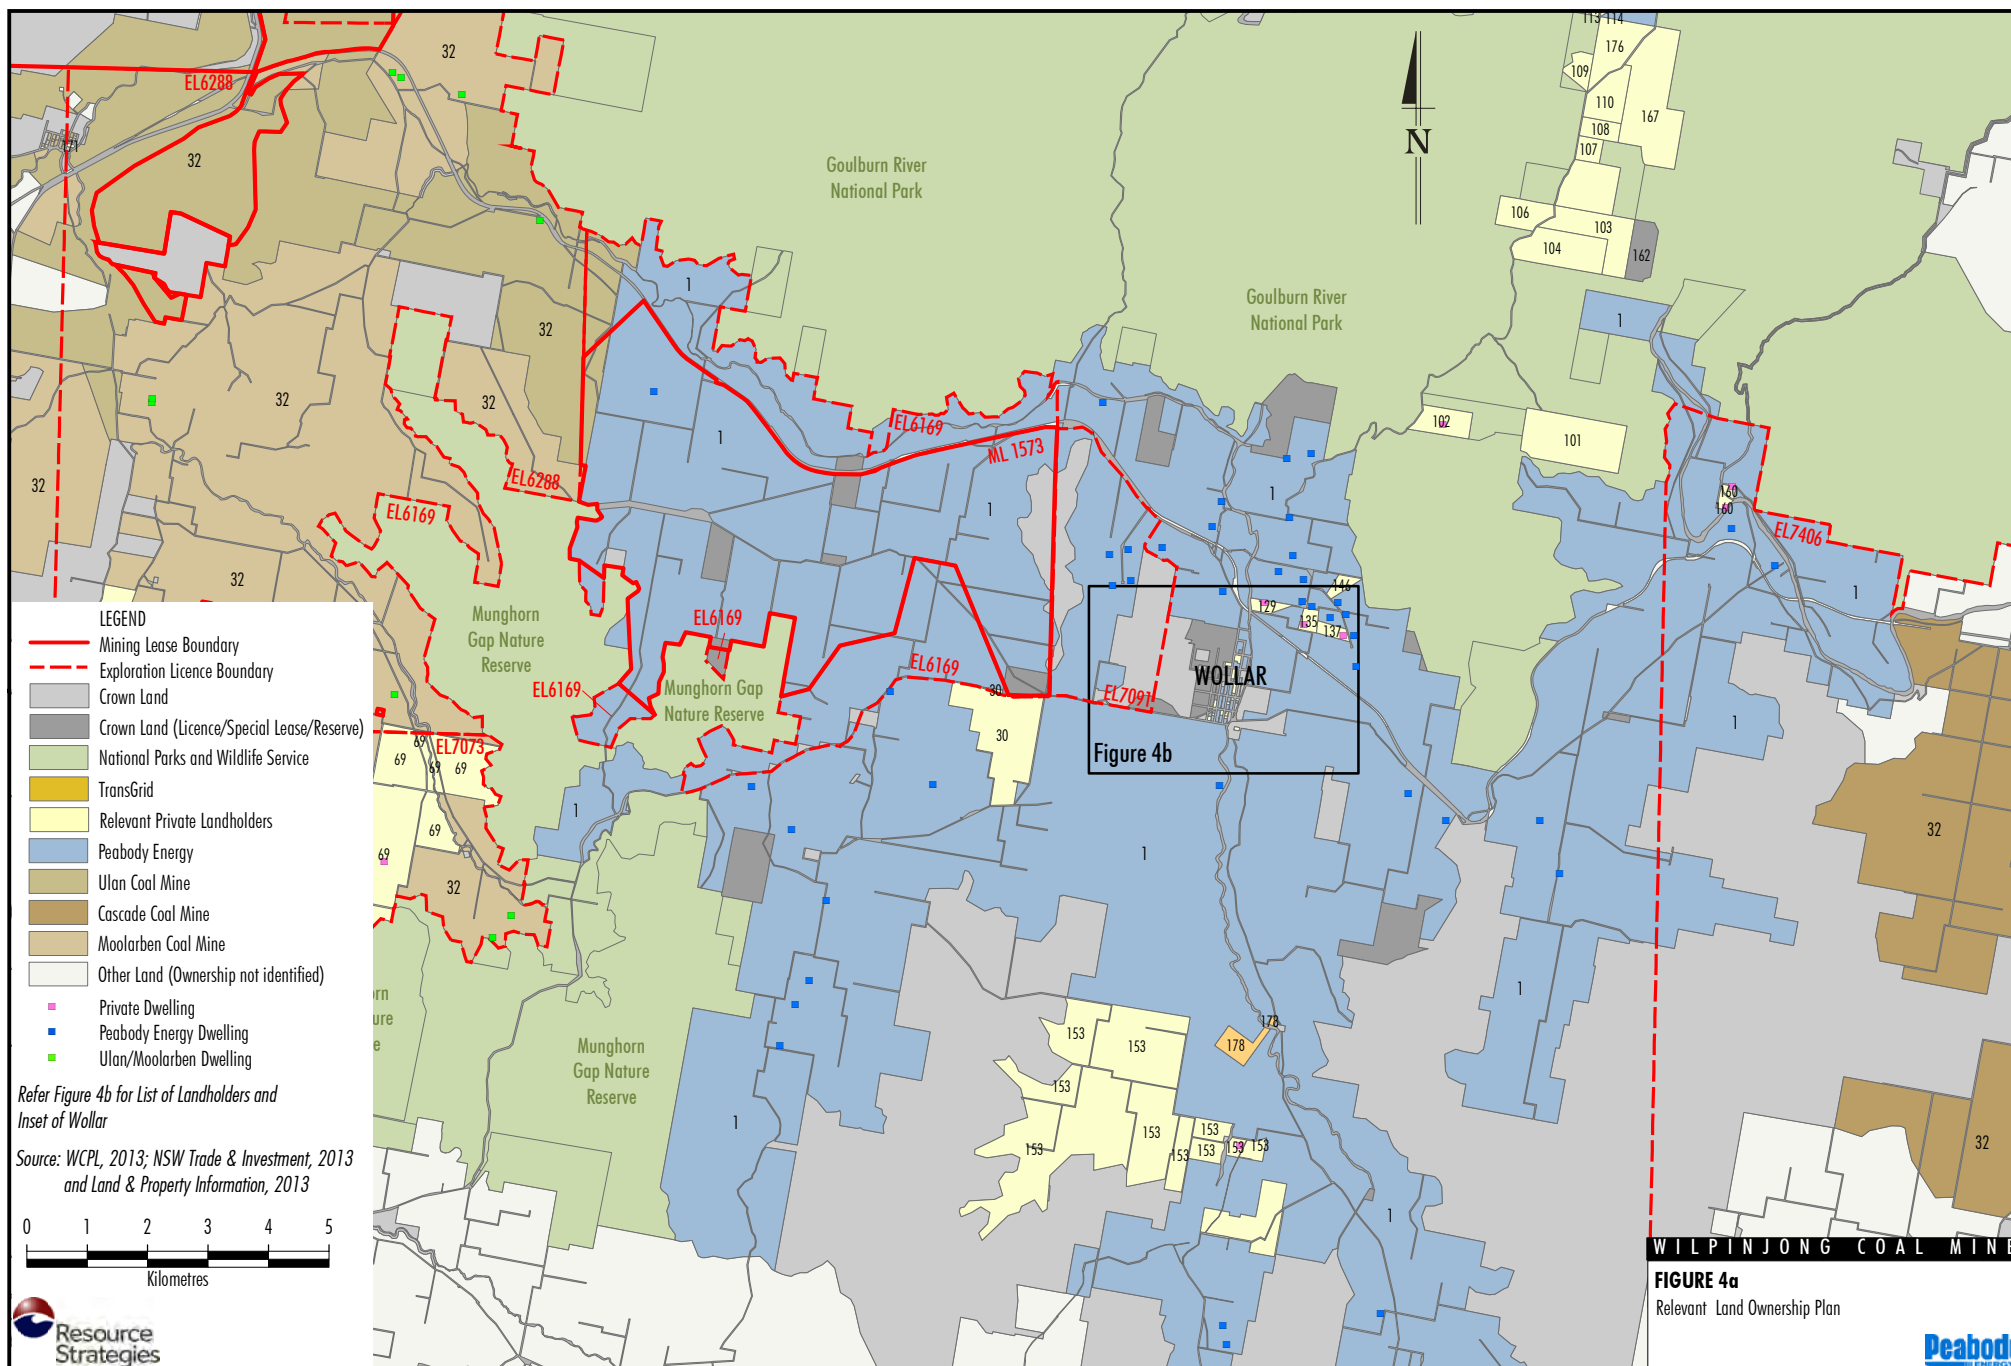 113
114
176
109
110
167
108
107
106
103
104
162
32
EL6288
171
32
Goulburn River
National Park
N
Goulburn River
National Park
1
1
32
32
32
1
EL6169
ML 1573
102
101
32
EL6288
EL6169
1
1
160
160
EL7406
32
1
146
129
135
137
Munghorn
Gap Nature
Reserve
EL6169
EL6169
EL6169
Munghorn Gap
Nature Reserve
30
30
EL7091
WOLLAR
Figure 4b
1
LEGEND
Mining Lease Boundary
Exploration Licence Boundary
Crown Land
Crown Land (Licence/Special Lease/Reserve)
National Parks and Wildlife Service
TransGrid
Relevant Private Landholders
Peabody Energy
Ulan Coal Mine
Cascade Coal Mine
Moolarben Coal Mine
Other Land (Ownership not identified)
Private Dwelling
Peabody Energy Dwelling
Ulan/Moolarben Dwelling
Refer Figure 4b for List of Landholders and
Inset of Wollar
Source: WCPL, 2013; NSW Trade & Investment, 2013
and Land & Property Information, 2013
0 1 2 3 4 5
Kilometres
Resource
Strategies
EL7073
69
69
69
69
69
69
32
1
1
32
orn
ure
e
Munghorn
Gap Nature
Reserve
1
1
178
178
153
153
153
153
153
153
153
153
153
153
1
32
WILPINJONG COAL MINE
FIGURE 4a
Relevant Land Ownership Plan
Peabod